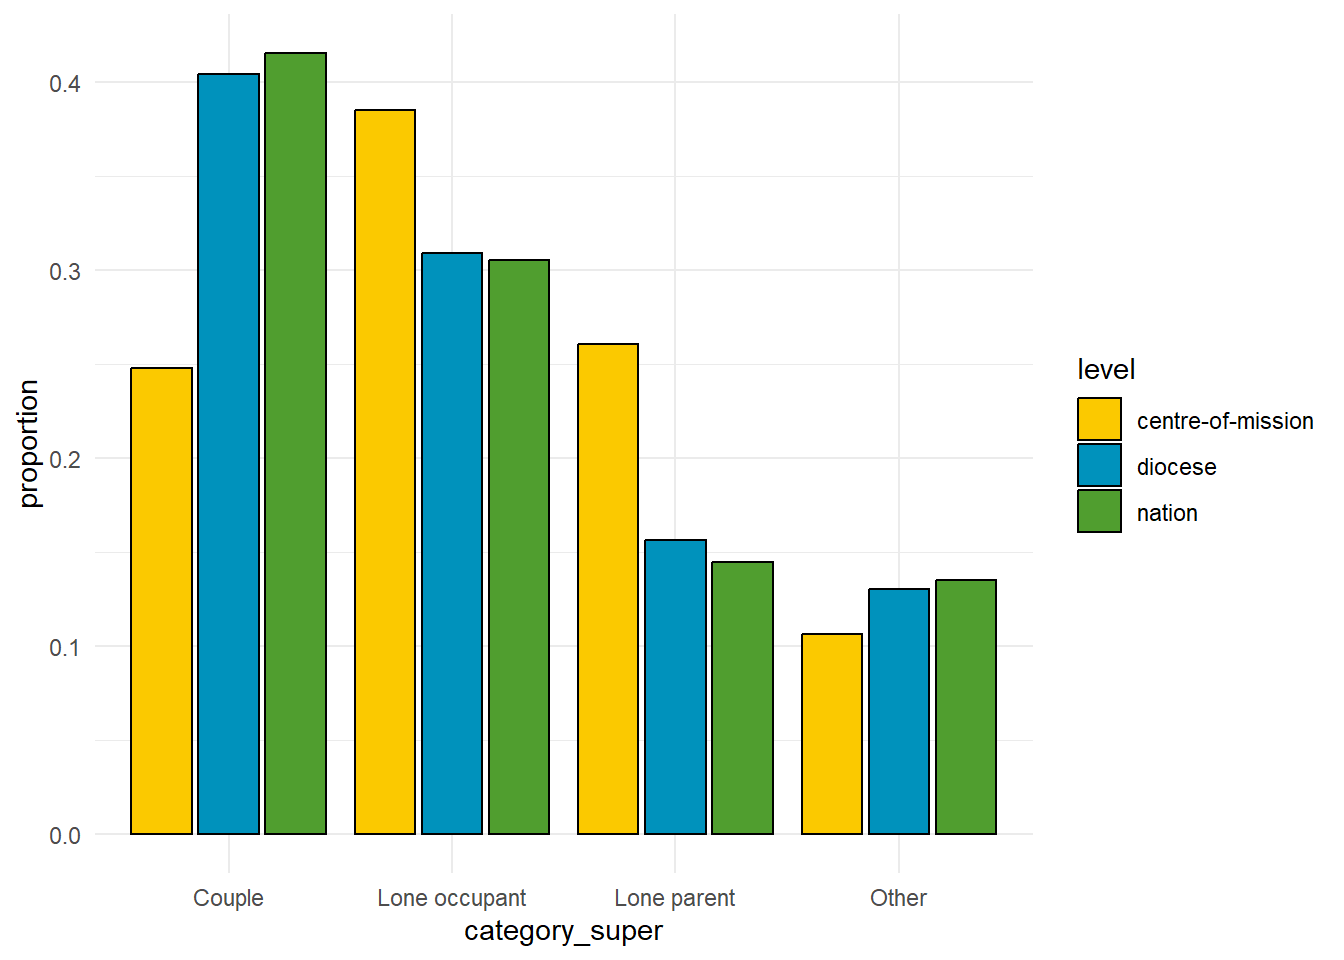 proportion
0.4
0.3
0.2
0.1
0.0
Couple
Lone occupant
Lone parent
Other
category_super
level
centre-of-mission
diocese
nation